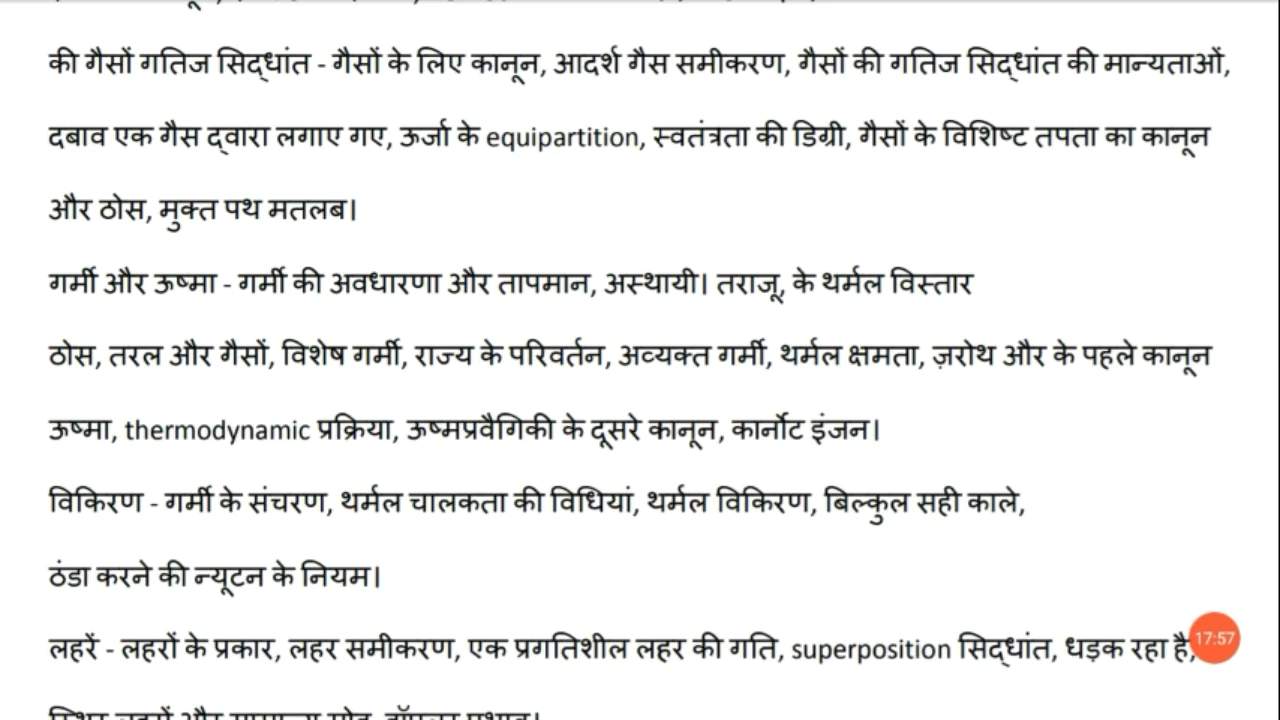 की गैसों गतिज सिद्धांत - गैसों के लिए कानून, आदर्श गैस समीकरण, गैसों की गतिज सिद्धांत की मान्यताओं,
दबाव एक गैस द्वारा लगाए गए, ऊर्जा के equipartition, स्वतंत्रता की डिग्री, गैसों के विशिष्ट तपता का कानून
और ठोस, मुक्त पथ मतलब।
गर्मी और ऊष्मा - गर्मी की अवधारणा और तापमान, अस्थायी। तराजू, के थर्मल विस्तार
ठोस, तरल और गैसों, विशेष गर्मी, राज्य के परिवर्तन, अव्यक्त गर्मी, थर्मल क्षमता, ज़रोथ और के पहले कानून
ऊष्मा, thermodynamic प्रक्रिया, ऊष्मप्रवैगिकी के दूसरे कानून, कार्नोट इंजन।
विकिरण - गर्मी के संचरण, थर्मल चालकता की विधियां, थर्मल विकिरण, बिल्कुल सही काले,
ठंडा करने की न्यूटन के नियम।
लहरें - लहरों के प्रकार, लहर समीकरण, एक प्रगतिशील लहर की गति, superposition सिद्धांत, धड़क रहा है,
17:57